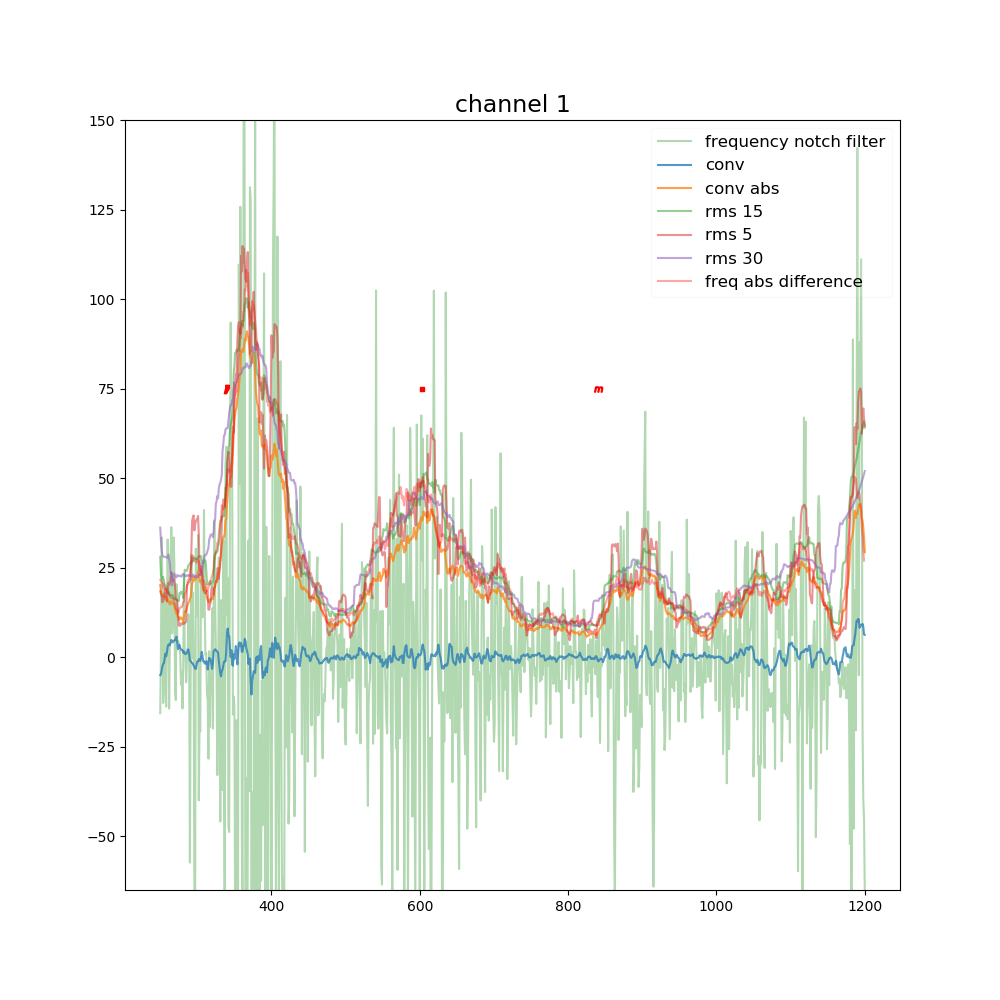 channel 1
150
125
100
75
50
25
0
−25
−50
400 600 800 1000 1200
frequency notch filter
conv
conv abs
rms 15
rms 5
rms 30
freq abs difference
, . m